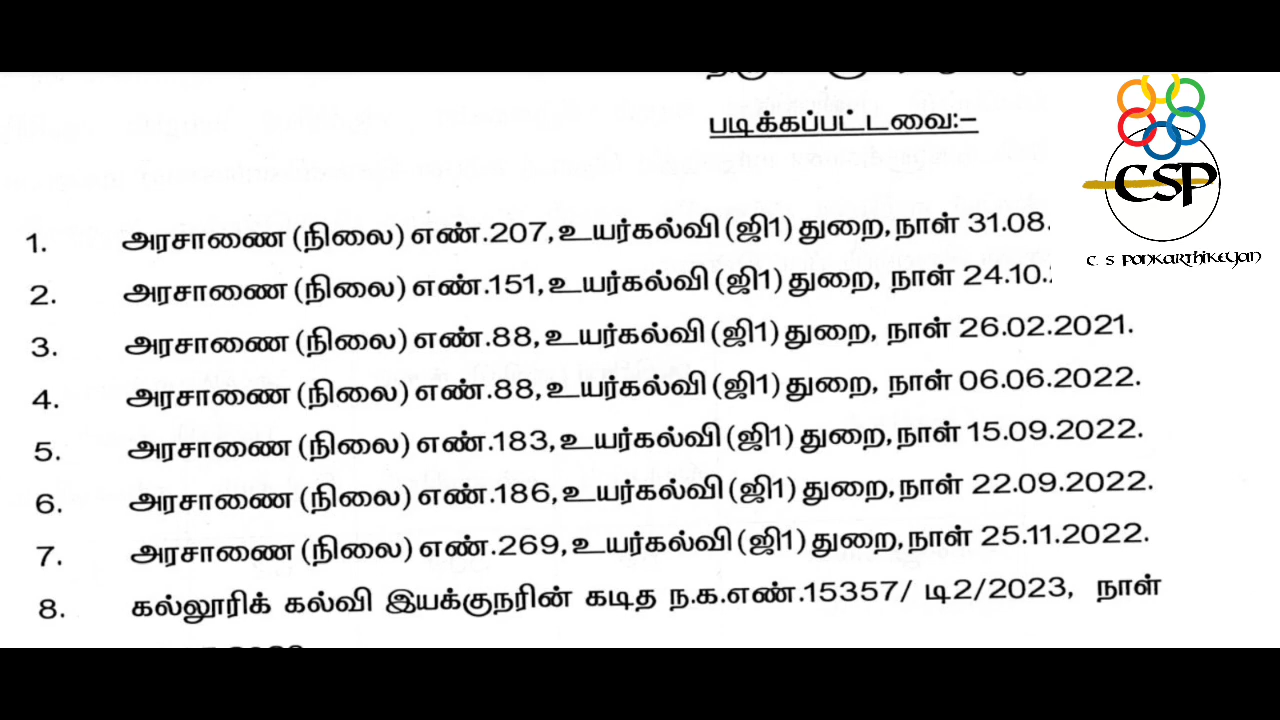 படிக்கப்பட்டவை:–
CSP
C. S PONKARTHIKEYAN
1. அரசாணை (நிலை) எண்.207, உயர்கல்வி (ஜி1) துறை, நாள் 31.08.
2. அரசாணை (நிலை) எண்.151, உயர்கல்வி (ஜி1) துறை, நாள் 24.10.
3. அரசாணை (நிலை) எண்.88, உயர்கல்வி (ஜி1) துறை, நாள் 26.02.2021.
4. அரசாணை (நிலை) எண்.88, உயர்கல்வி (ஜி1) துறை, நாள் 06.06.2022.
5. அரசாணை (நிலை) எண்.183, உயர்கல்வி (ஜி1) துறை, நாள் 15.09.2022.
6. அரசாணை (நிலை) எண்.186, உயர்கல்வி (ஜி1) துறை, நாள் 22.09.2022.
7. அரசாணை (நிலை) எண்.269, உயர்கல்வி (ஜி1) துறை, நாள் 25.11.2022.
8. கல்லூரிக் கல்வி இயக்குநரின் கடித ந.க.எண்.15357/ டி2/2023, நாள்